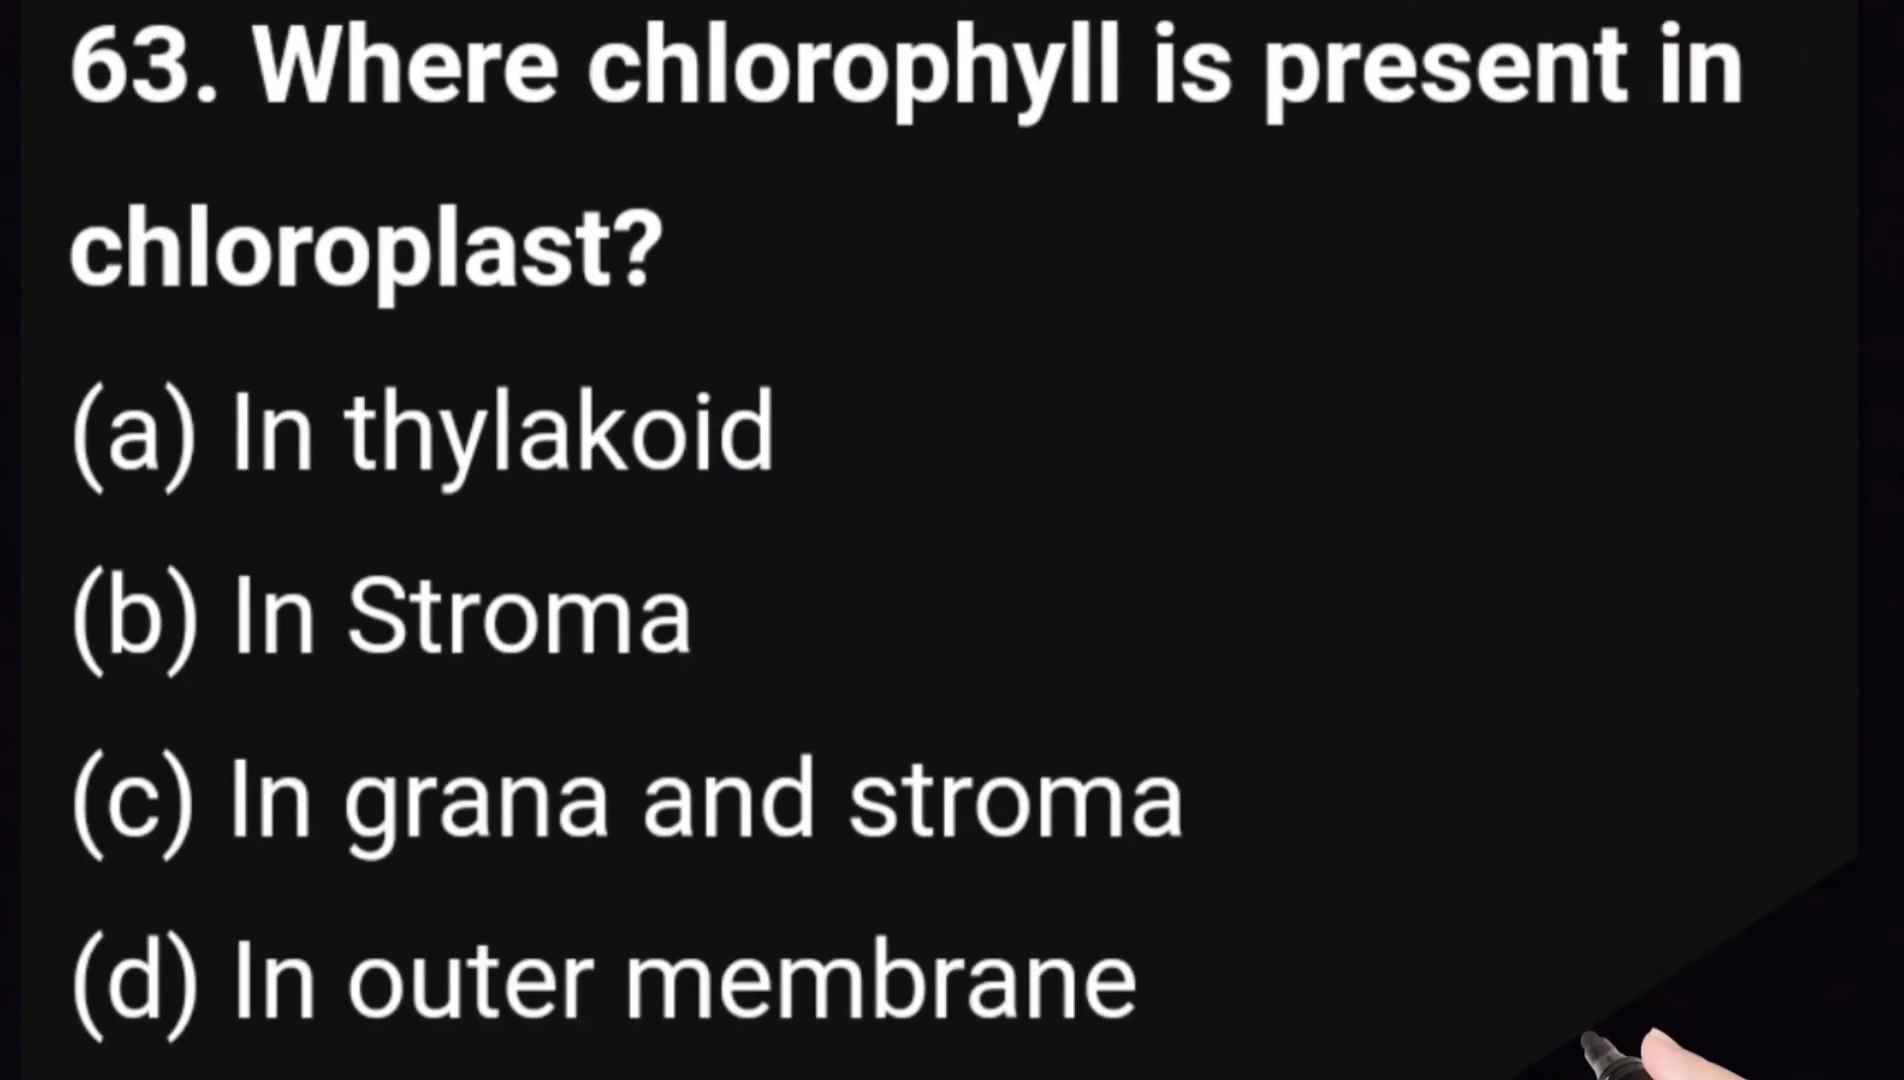 63. Where chlorophyll is present in
chloroplast?
(a) In thylakoid
(b) In Stroma
(c) In grana and stroma
(d) In outer membrane